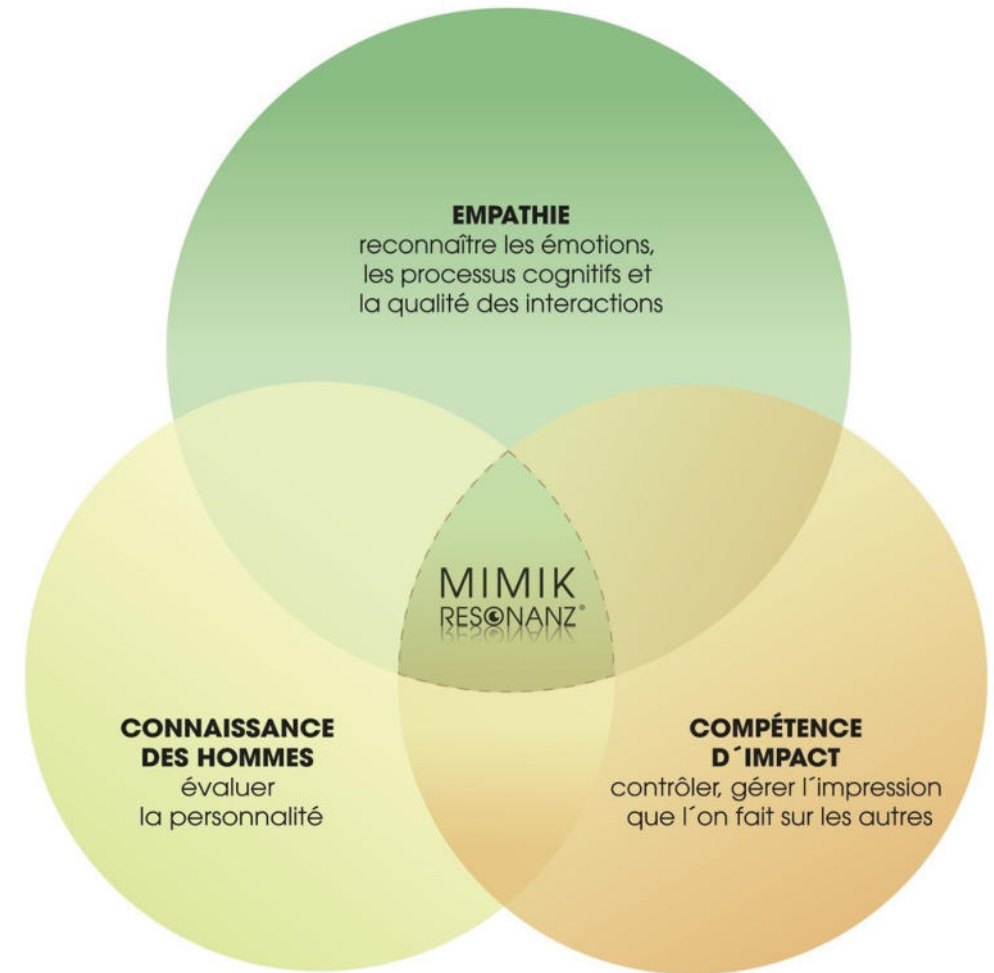 EMPATHIE
reconnaître les émotions,
les processus cognitifs et
la qualité des interactions
MIMIK
RESONANZ®
CONNAISSANCE
DES HOMMES
évaluer
la personnalité
COMPÉTENCE
D´IMPACT
contrôler, gérer l´impression
que l´on fait sur les autres